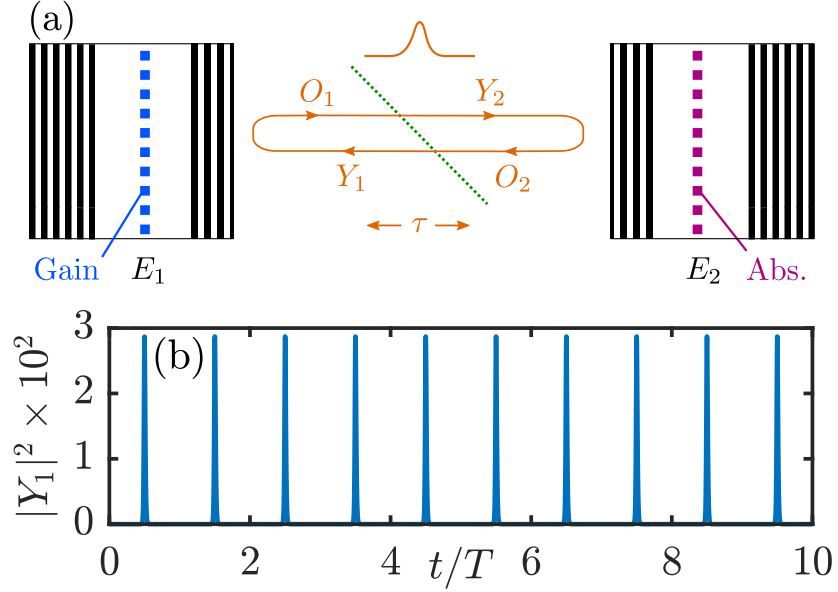 (a)
O₁ Y₂
Y₁ O₂
τ
Gain E₁ E₂ Abs.
(b)
|Y₁|² × 10²
3
2
1
0
0 2 4 6 8 10
t/T